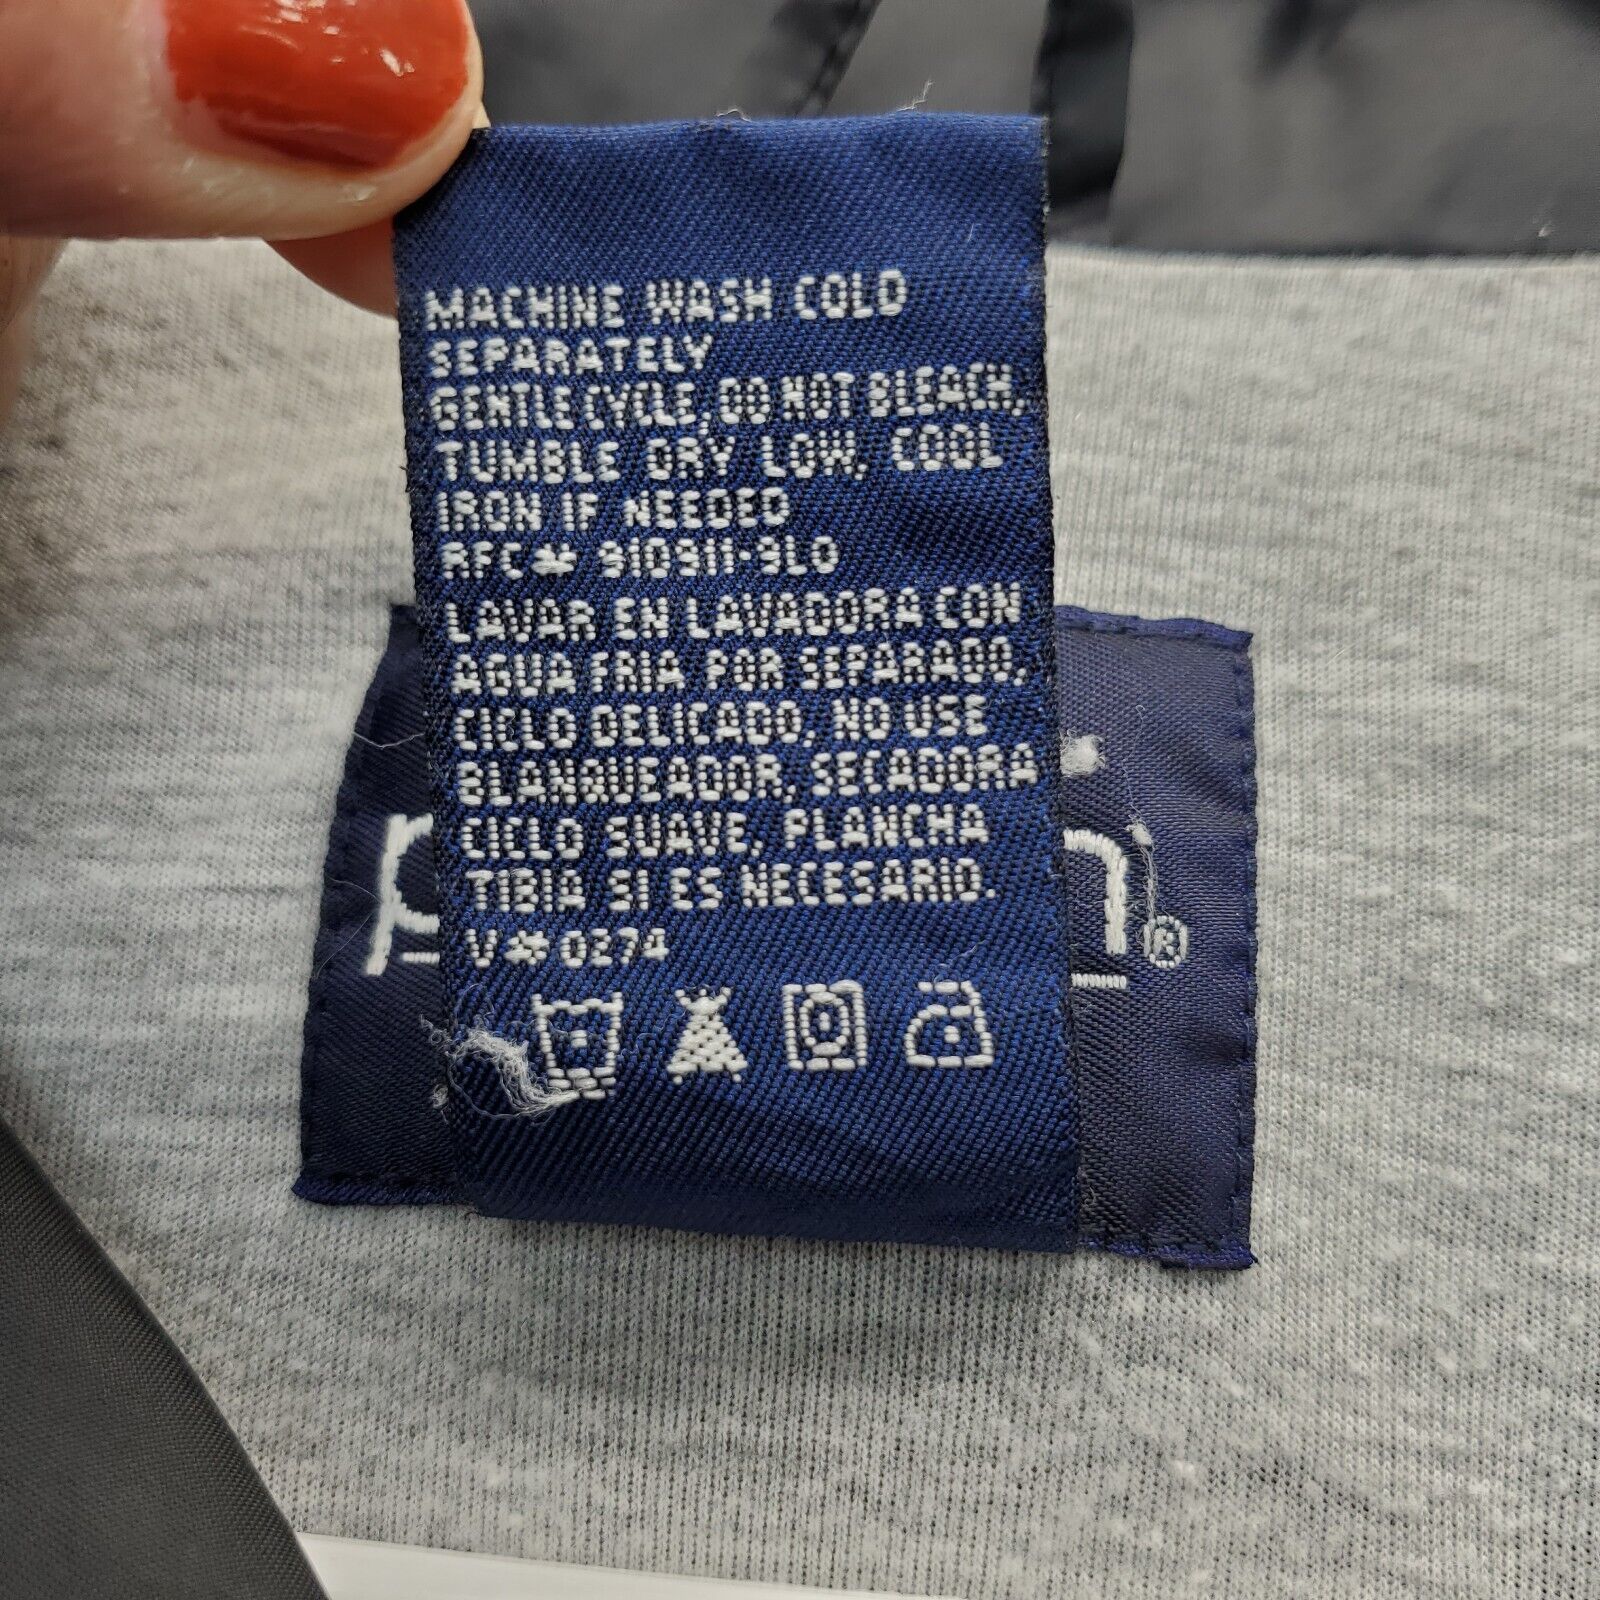 MACHINE WASH COLD
SEPARATELY
GENTLE CYCLE, DO NOT BLEACH,
TUMBLE DRY LOW, COOL
IRON IF NEEDED
RFC* 910911-9L0
LAVAR EN LAVADORA CON
AGUA FRIA POR SEPARADO,
CICLO DELICADO, NO USE
BLANQUEADOR, SECADORA
CICLO SUAVE, PLANCHA
TIBIA SI ES NECESARIO.
V*0274
n®